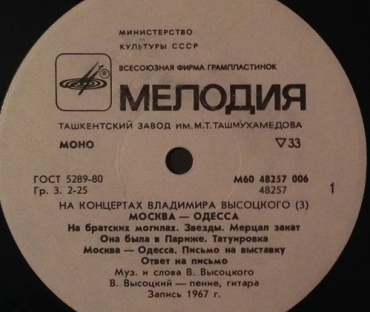 МИНИСТЕРСТВО
КУЛЬТУРЫ СССР
ВСЕСОЮЗНАЯ ФИРМА ГРАМПЛАСТИНОК
МЕЛОДИЯ
ТАШКЕНТСКИЙ ЗАВОД ИМ. М.Т. ТАШМУХАМЕДОВА
МОНО ▽33
ГОСТ 5289-80 М60 48257 006
Гр. 3. 2-25 48257 1
НА КОНЦЕРТАХ ВЛАДИМИРА ВЫСОЦКОГО (3)
МОСКВА — ОДЕССА
На братских могилах. Звезды. Мерцал закат
Она была в Париже. Татуировка
Москва — Одесса. Письмо на выставку
Ответ на письмо
Муз. и слова В. Высоцкого
В. Высоцкий — пение, гитара
Запись 1967 г.